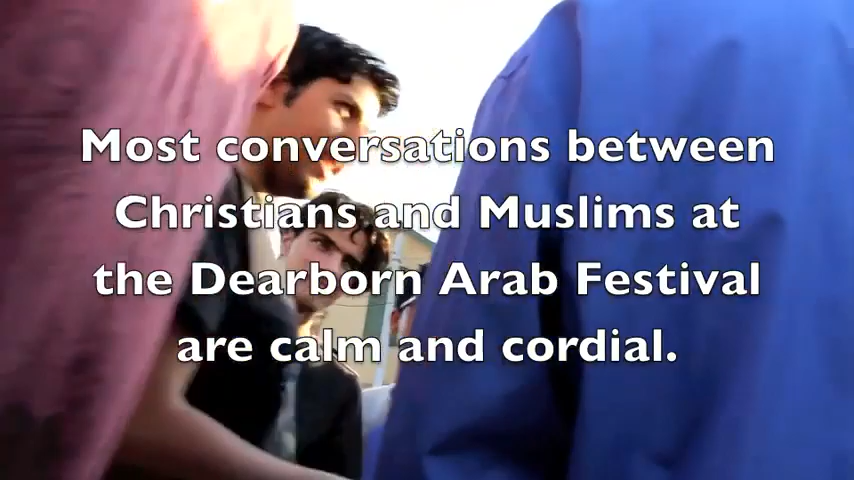 Most conversations between
Christians and Muslims at
the Dearborn Arab Festival
are calm and cordial.